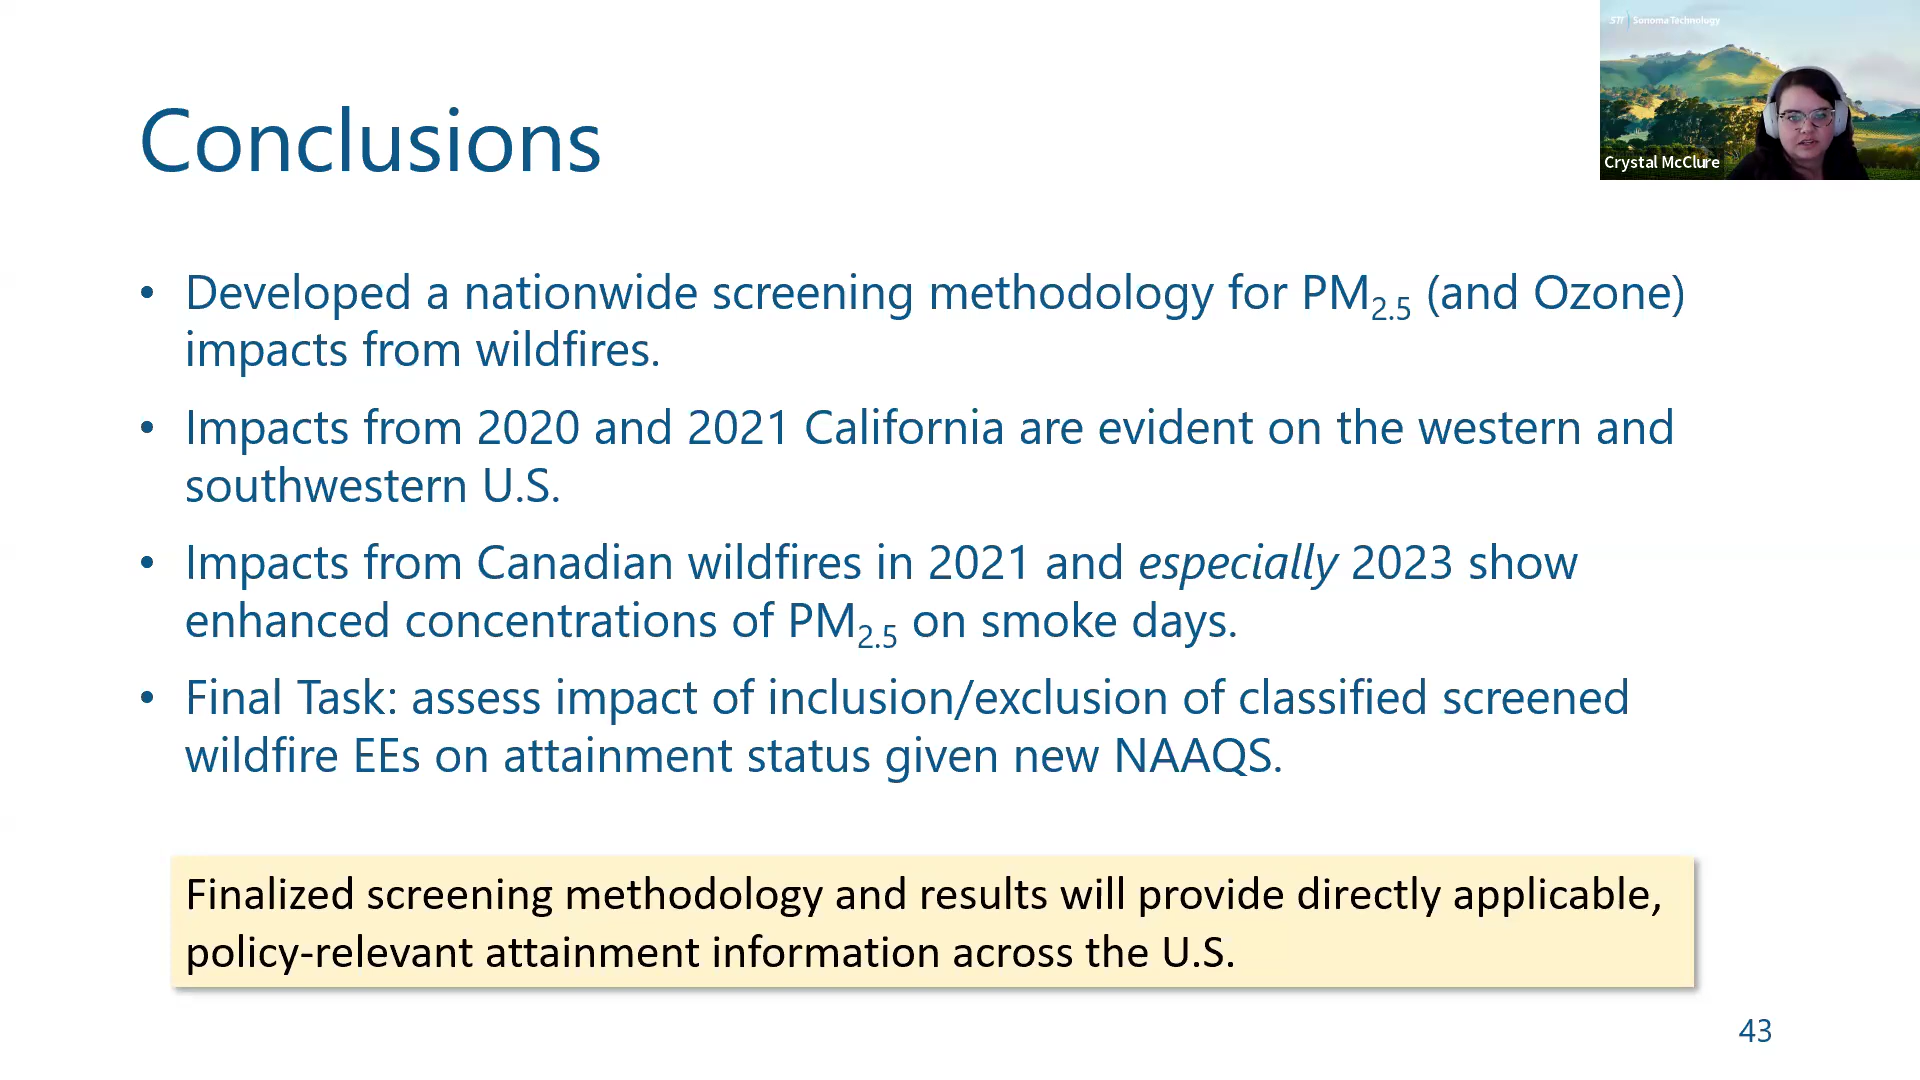 STi | Sonoma Technology
Crystal McClure
Conclusions
• Developed a nationwide screening methodology for PM2.5 (and Ozone)
impacts from wildfires.
• Impacts from 2020 and 2021 California are evident on the western and
southwestern U.S.
• Impacts from Canadian wildfires in 2021 and especially 2023 show
enhanced concentrations of PM2.5 on smoke days.
• Final Task: assess impact of inclusion/exclusion of classified screened
wildfire EEs on attainment status given new NAAQS.
Finalized screening methodology and results will provide directly applicable,
policy-relevant attainment information across the U.S.
43